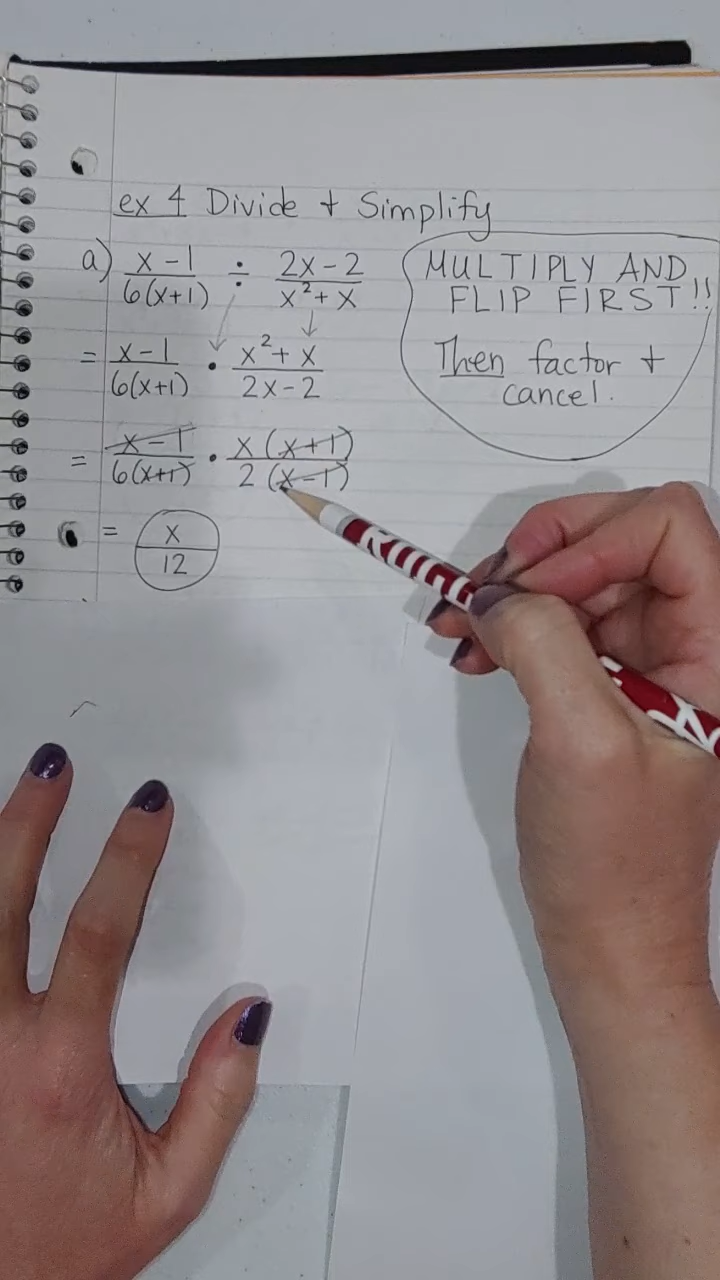 ex 4 Divide + Simplify
a) x - 1 / 6(x+1) ÷ 2x - 2 / x² + x
MULTIPLY AND
FLIP FIRST!!
Then factor +
cancel.
= x - 1 / 6(x+1) · x² + x / 2x - 2
= x - 1 / 6(x+1) · x(x+1) / 2(x-1)
= x / 12